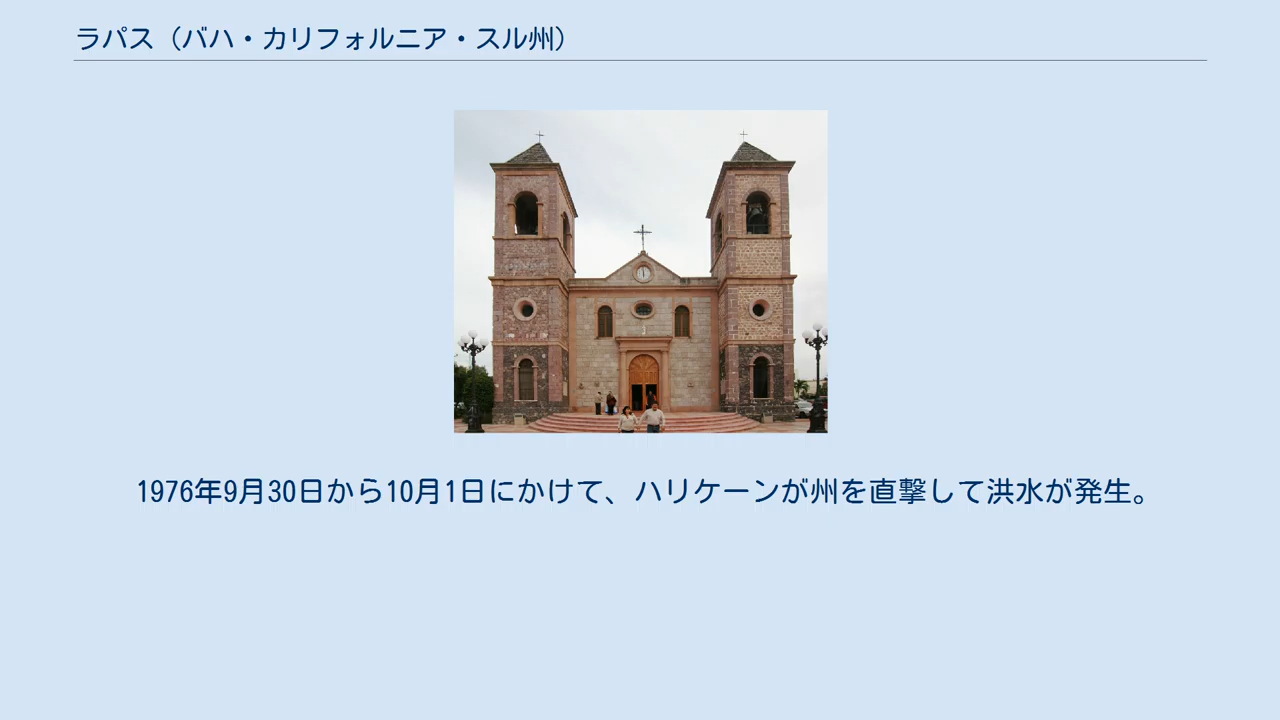 ラパス（バハ・カリフォルニア・スル州）
1976年9月30日から10月1日にかけて、ハリケーンが州を直撃して洪水が発生。